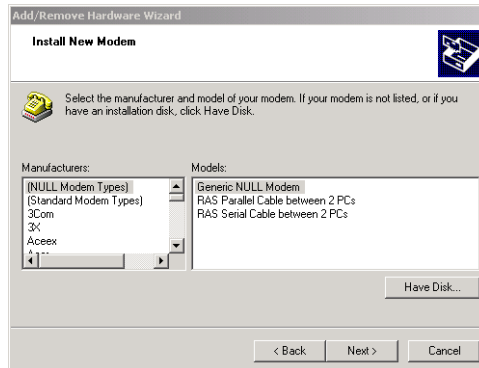 Add/Remove Hardware Wizard
Install New Modem
Select the manufacturer and model of your modem. If your modem is not listed, or if you
have an installation disk, click Have Disk.
Manufacturers:
(NULL Modem Types)
(Standard Modem Types)
3Com
3X
Aceex
Models:
Generic NULL Modem
RAS Parallel Cable between 2 PCs
RAS Serial Cable between 2 PCs
Have Disk...
< Back
Next >
Cancel